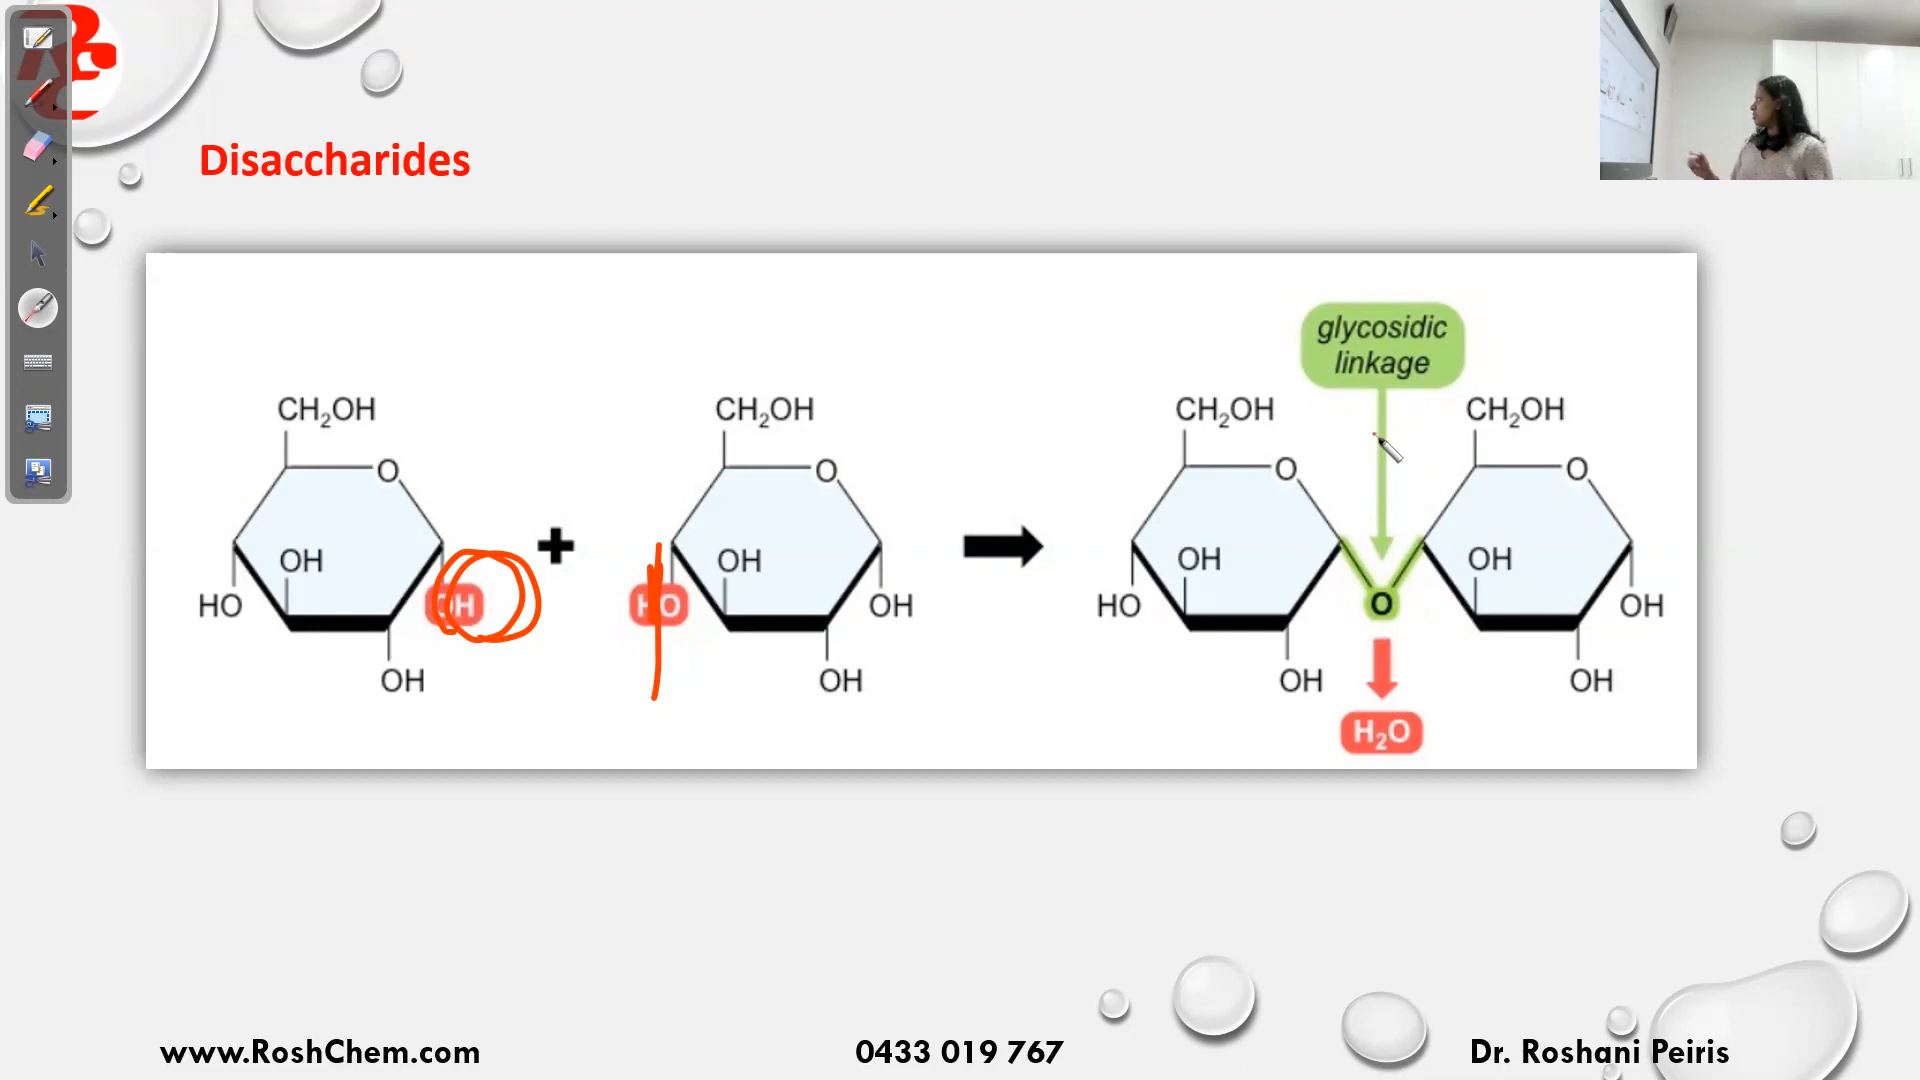 Disaccharides
glycosidic
linkage
CH₂OH
CH₂OH
CH₂OH
CH₂OH
O
O
O
O
OH
OH
OH
OH
HO
OH
HO
OH
HO
O
OH
OH
OH
OH
OH
H₂O
www.RoshChem.com
0433 019 767
Dr. Roshani Peiris